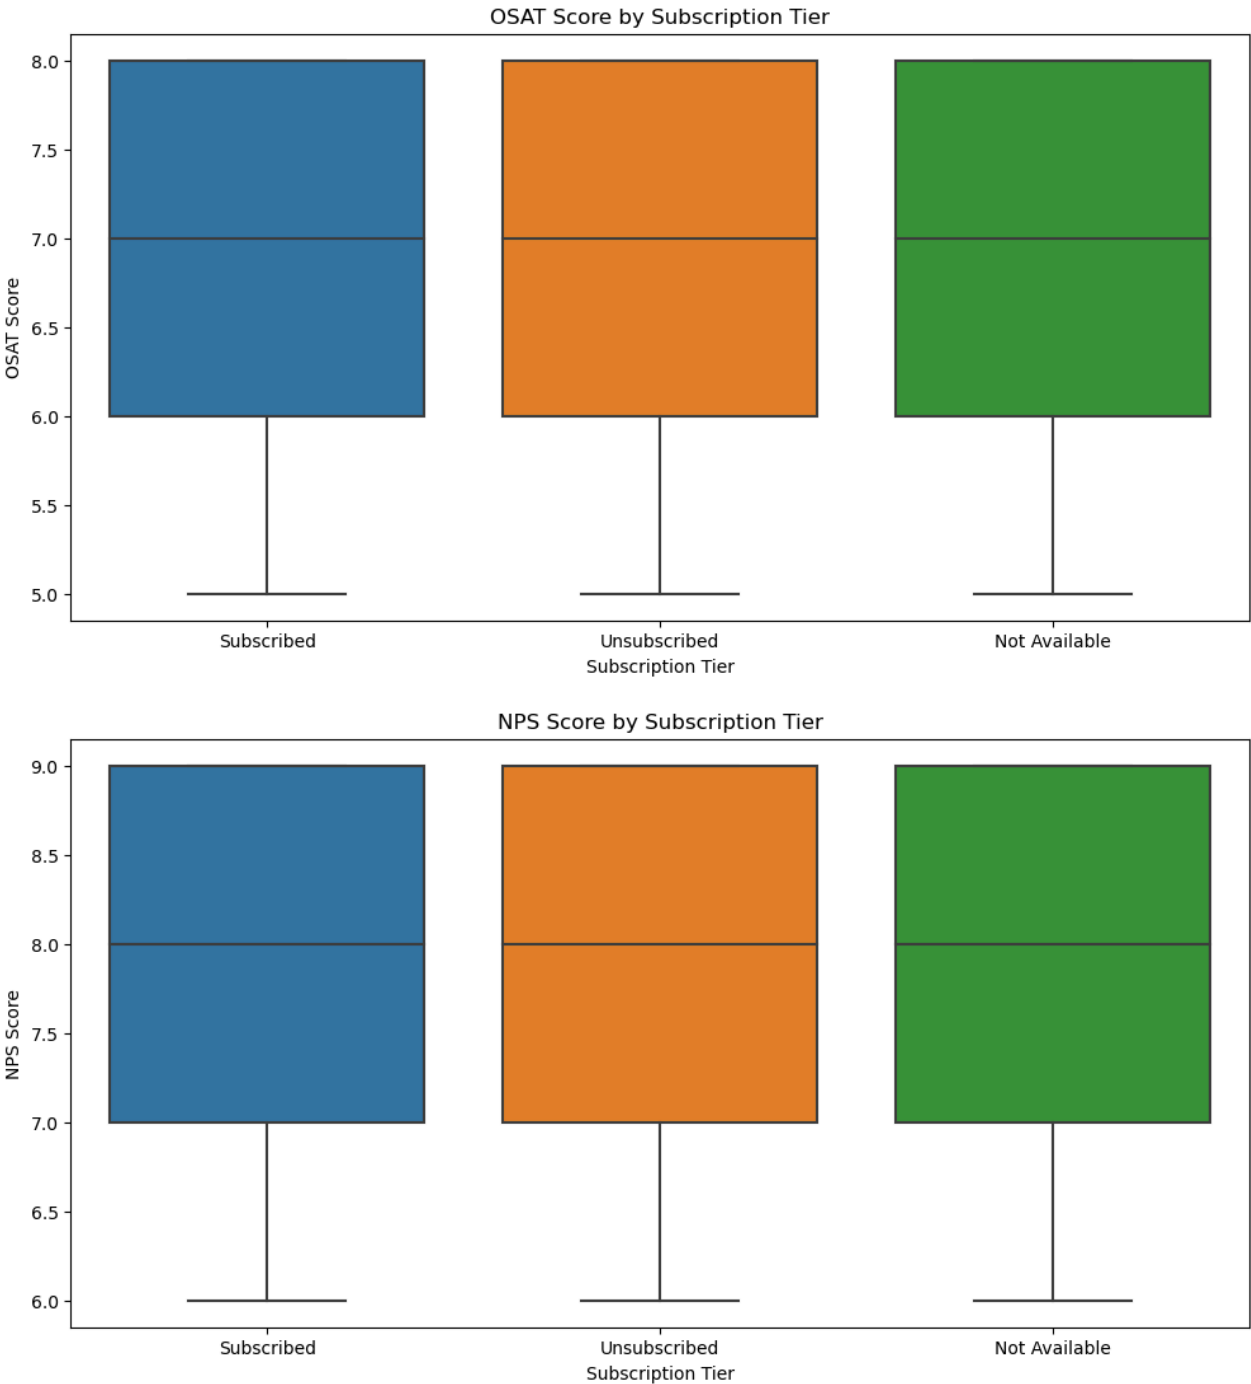 OSAT Score by Subscription Tier
8.0
7.5
7.0
6.5
6.0
5.5
5.0
OSAT Score
Subscribed Unsubscribed Not Available
Subscription Tier
NPS Score by Subscription Tier
9.0
8.5
8.0
7.5
7.0
6.5
6.0
NPS Score
Subscribed Unsubscribed Not Available
Subscription Tier